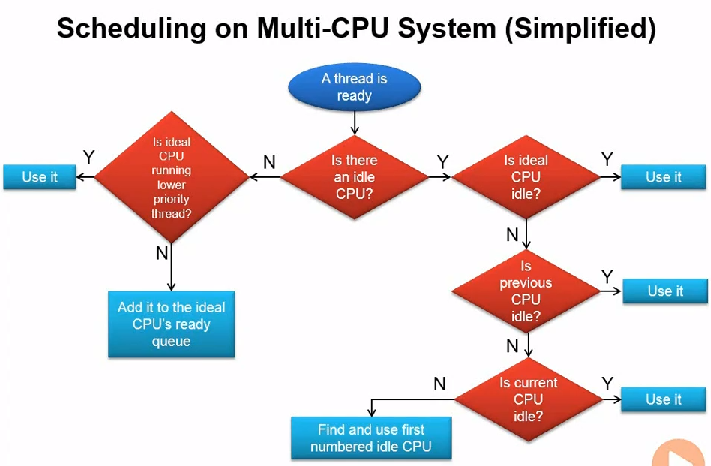 Scheduling on Multi-CPU System (Simplified)
A thread is
ready
Is ideal
CPU
running
lower
priority
thread?
Y
Use it
N
Is there
an idle
CPU?
Y
Is ideal
CPU
idle?
Y
Use it
N
Add it to the ideal
CPU's ready
queue
N
Is
previous
CPU
idle?
Y
Use it
N
Is current
CPU
idle?
Y
Use it
N
Find and use first
numbered idle CPU